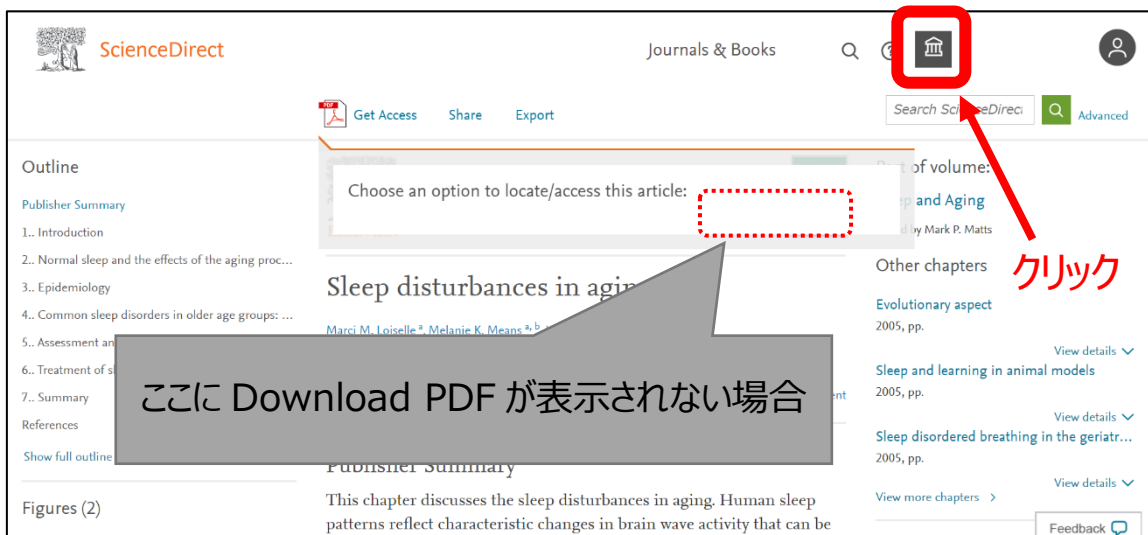 ScienceDirect
Journals & Books
PDF
Get Access
Share
Export
Advanced
Outline
Publisher Summary
1.. Introduction
2.. Normal sleep and the effects of the aging proc...
3.. Epidemiology
4.. Common sleep disorders in older age groups: ...
5.. Assessment an
6.. Treatment of sl
7.. Summary
References
Show full outline
Figures (2)
Choose an option to locate/access this article:
Sleep disturbances in agin
Marci M. Loiselle a, Melanie K. Means a, b
ここに Download PDF が表示されない場合
Publisher Summary
This chapter discusses the sleep disturbances in aging. Human sleep
patterns reflect characteristic changes in brain wave activity that can be
of volume:
and Aging
by Mark P. Matts
Other chapters
クリック
Evolutionary aspect
2005, pp.
View details
Sleep and learning in animal models
2005, pp.
View details
Sleep disordered breathing in the geriatr...
2005, pp.
View details
View more chapters >
Feedback